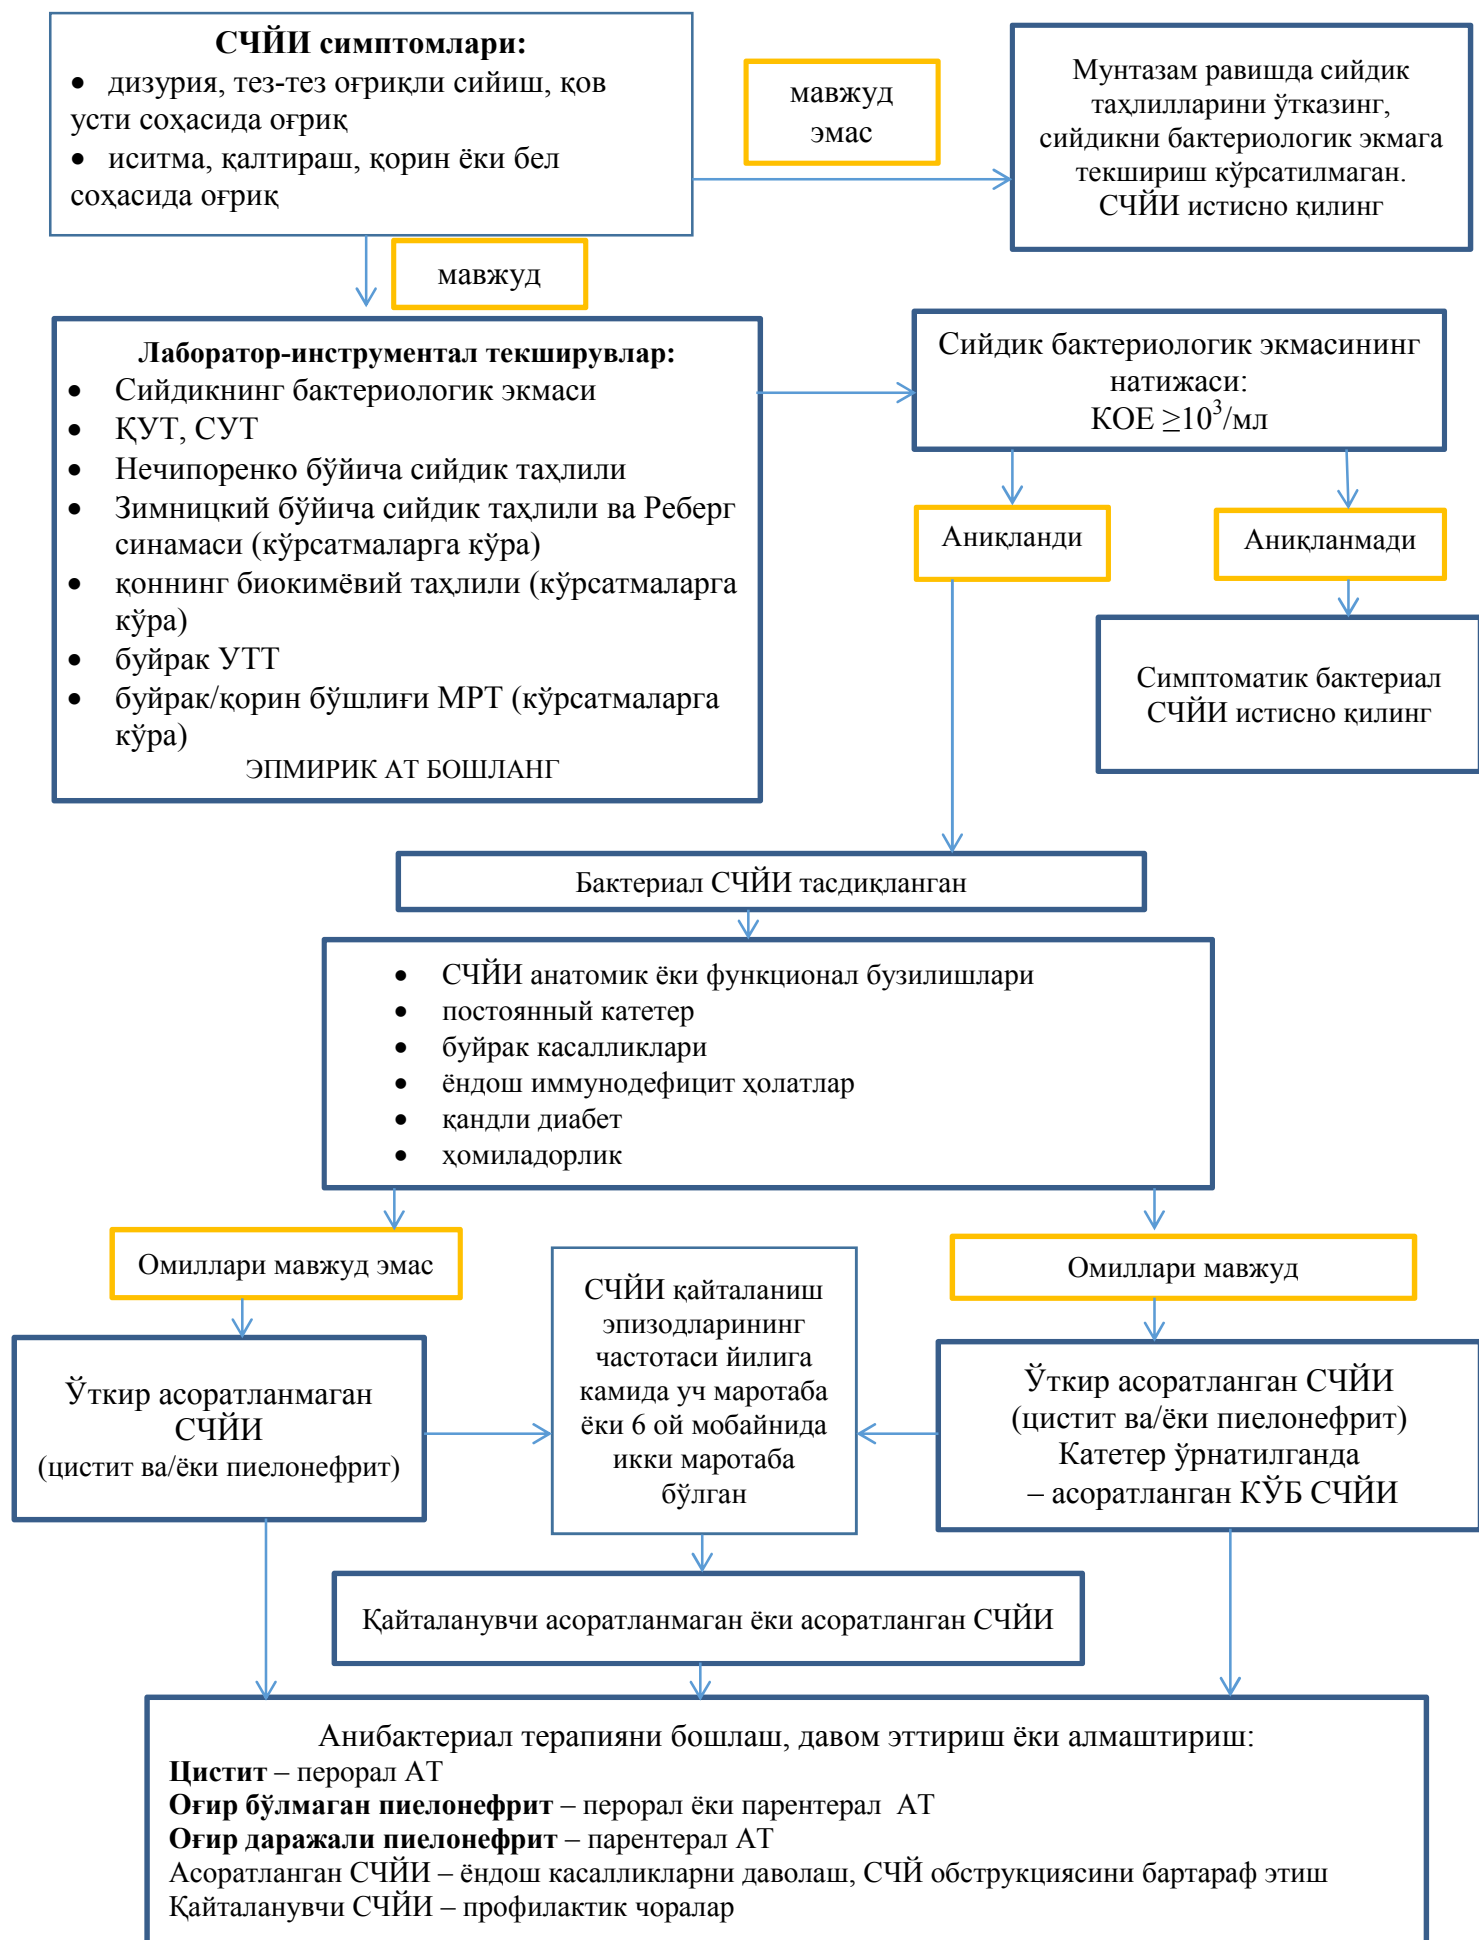 СЧЙИ симптомлари:
• дизурия, тез-тез оғриқли сийиш, қов
усти соҳасида оғриқ
• иситма, қалтираш, қорин ёки бел
соҳасида оғриқ
мавжуд
эмас
Мунтазам равишда сийдик
таҳлилларини ўтказинг,
сийдикни бактериологик экмага
текшириш кўрсатилмаган.
СЧЙИ истисно қилинг
мавжуд
Лаборатор-инструментал текширувлар:
• Сийдикнинг бактериологик экмаси
• ҚУТ, СУТ
• Нечипоренко бўйича сийдик таҳлили
• Зимницкий бўйича сийдик таҳлили ва Реберг
синамаси (кўрсатмаларга кўра)
• қоннинг биокимёвий таҳлили (кўрсатмаларга
кўра)
• буйрак УТТ
• буйрак/қорин бўшлиғи МРТ (кўрсатмаларга
кўра)
ЭПМИРИК АТ БОШЛАНГ
Сийдик бактериологик экмасининг
натижаси:
КОЕ ≥10³/мл
Аниқланди
Аниқланмади
Симптоматик бактериал
СЧЙИ истисно қилинг
Бактериал СЧЙИ тасдиқланган
• СЧЙИ анатомик ёки функционал бузилишлари
• постоянный катетер
• буйрак касалликлари
• ёндош иммунодефицит ҳолатлар
• қандли диабет
• ҳомиладорлик
Омиллари мавжуд эмас
Омиллари мавжуд
Ўткир асоратланмаган
СЧЙИ
(цистит ва/ёки пиелонефрит)
СЧЙИ қайталаниш
эпизодларининг
частотаси йилига
камида уч маротаба
ёки 6 ой мобайнида
икки маротаба
бўлган
Ўткир асоратланган СЧЙИ
(цистит ва/ёки пиелонефрит)
Катетер ўрнатилганда
– асоратланган КЎБ СЧЙИ
Қайталанувчи асоратланмаган ёки асоратланган СЧЙИ
Анибактериал терапияни бошлаш, давом эттириш ёки алмаштириш:
Цистит – перорал АТ
Оғир бўлмаган пиелонефрит – перорал ёки парентерал АТ
Оғир даражали пиелонефрит – парентерал АТ
Асоратланган СЧЙИ – ёндош касалликларни даволаш, СЧЙ обструкциясини бартараф этиш
Қайталанувчи СЧЙИ – профилактик чоралар